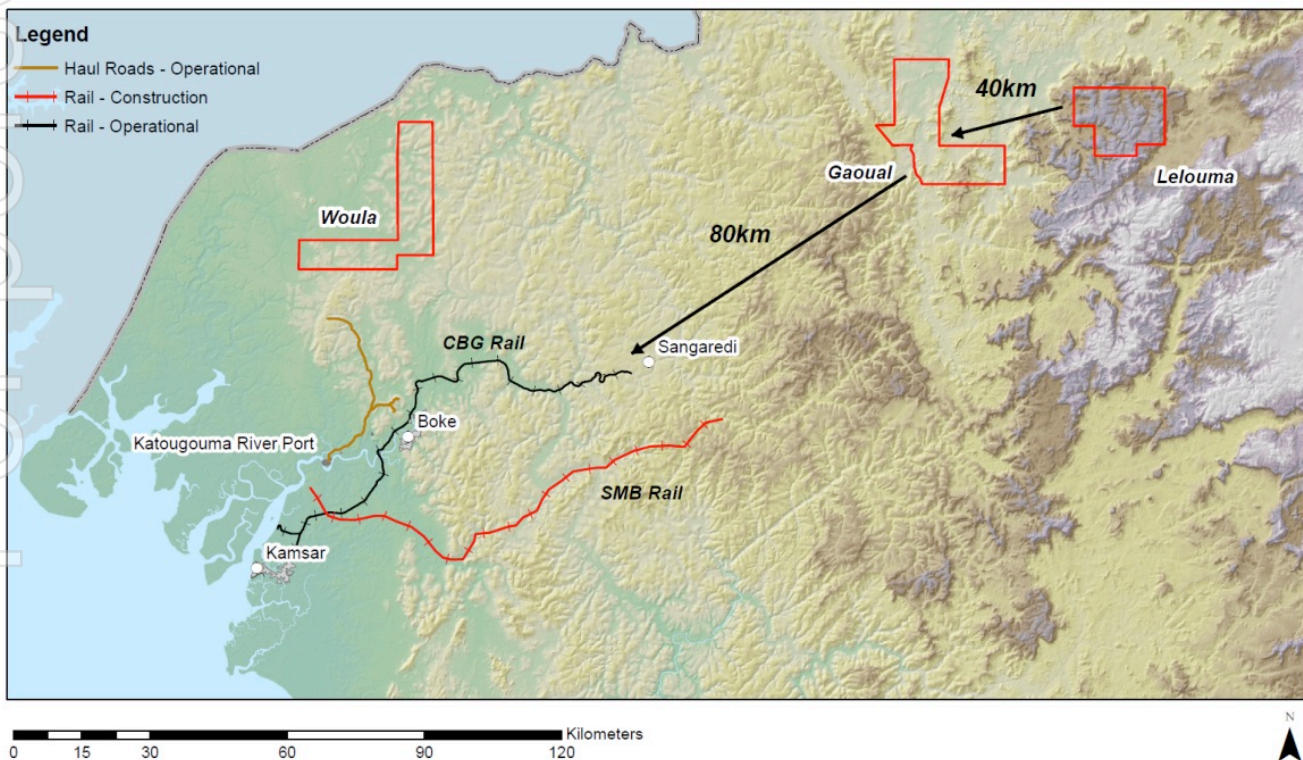 Legend
Haul Roads - Operational
Rail - Construction
Rail - Operational
40km
Gaoual
Lelouma
Woula
80km
CBG Rail
Sangaredi
Boke
Katougouma River Port
SMB Rail
Kamsar
Kilometers
0 15 30 60 90 120
N